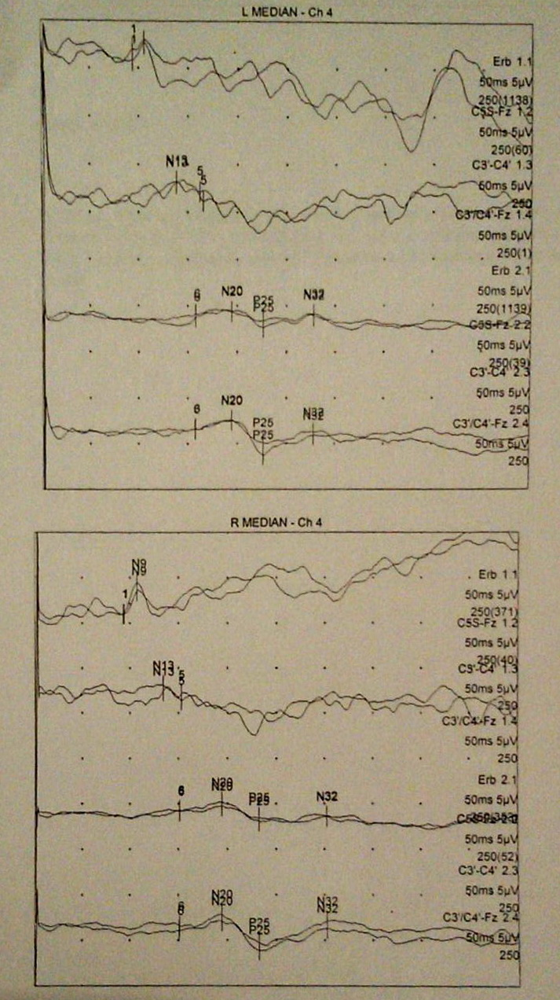 L MEDIAN - Ch 4
1
Erb 1.1
50ms 5µV
250(1138)
C5S-Fz 1.2
50ms 5µV
250(60)
N13
C3'-C4' 1.3
5
5
50ms 5µV
250
C3'/C4'-Fz 1.4
50ms 5µV
250(1)
Erb 2.1
6
N20
P25
P25
N32
50ms 5µV
250(1139)
C5S-Fz 2.2
50ms 5µV
250(39)
C3'-C4' 2.3
50ms 5µV
6
N20
250
P25
P25
N32
N32
C3'/C4'-Fz 2.4
50ms 5µV
250
R MEDIAN - Ch 4
N9
N9
1
Erb 1.1
50ms 5µV
250(371)
C5S-Fz 1.2
50ms 5µV
250(40)
N13
N13
5
5
C3'-C4' 1.3
50ms 5µV
250
C3'/C4'-Fz 1.4
50ms 5µV
250
Erb 2.1
6
N20
N20
P25
P25
N32
50ms 5µV
50ms 5µV
250(52)
C3'-C4' 2.3
50ms 5µV
250
6
6
N20
N20
P25
P25
N32
N32
C3'/C4'-Fz 2.4
50ms 5µV
250